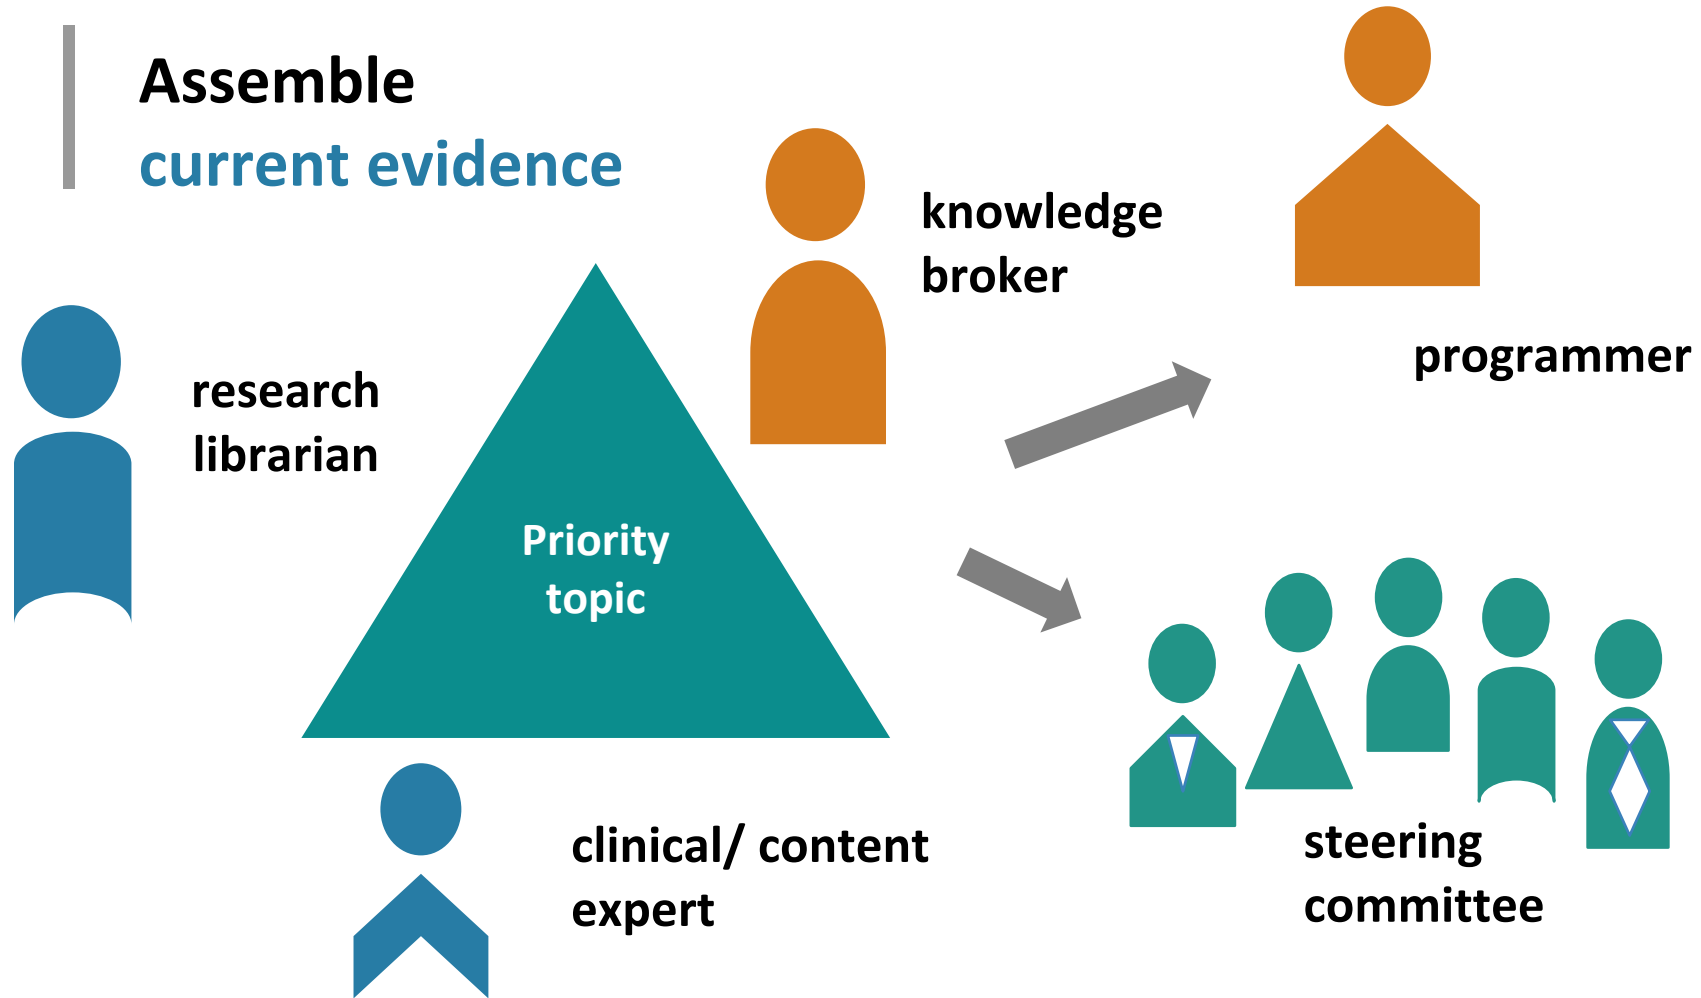 Assemble
current evidence
knowledge
broker
programmer
research
librarian
Priority
topic
clinical/ content
expert
steering
committee